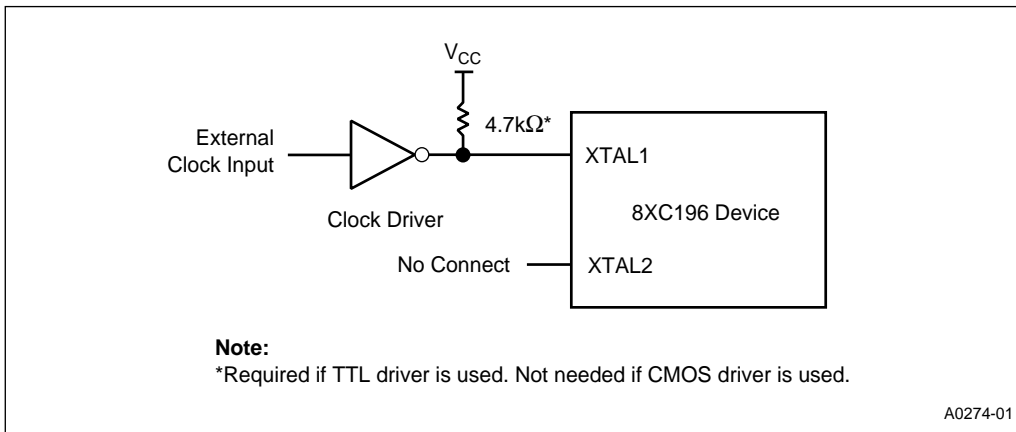 V_CC
4.7kΩ*
External
Clock Input
XTAL1
8XC196 Device
Clock Driver
No Connect
XTAL2
Note:
*Required if TTL driver is used. Not needed if CMOS driver is used.
A0274-01